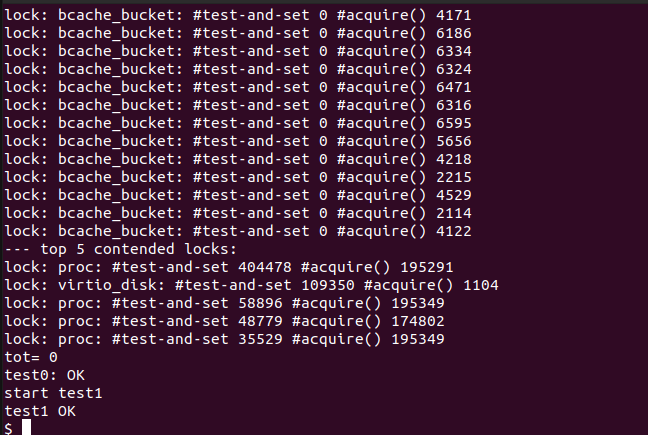 lock: bcache_bucket: #test-and-set 0 #acquire() 4171
lock: bcache_bucket: #test-and-set 0 #acquire() 6186
lock: bcache_bucket: #test-and-set 0 #acquire() 6334
lock: bcache_bucket: #test-and-set 0 #acquire() 6324
lock: bcache_bucket: #test-and-set 0 #acquire() 6471
lock: bcache_bucket: #test-and-set 0 #acquire() 6316
lock: bcache_bucket: #test-and-set 0 #acquire() 6595
lock: bcache_bucket: #test-and-set 0 #acquire() 5656
lock: bcache_bucket: #test-and-set 0 #acquire() 4218
lock: bcache_bucket: #test-and-set 0 #acquire() 2215
lock: bcache_bucket: #test-and-set 0 #acquire() 4529
lock: bcache_bucket: #test-and-set 0 #acquire() 2114
lock: bcache_bucket: #test-and-set 0 #acquire() 4122
--- top 5 contended locks:
lock: proc: #test-and-set 404478 #acquire() 195291
lock: virtio_disk: #test-and-set 109350 #acquire() 1104
lock: proc: #test-and-set 58896 #acquire() 195349
lock: proc: #test-and-set 48779 #acquire() 174802
lock: proc: #test-and-set 35529 #acquire() 195349
tot= 0
test0: OK
start test1
test1 OK
$